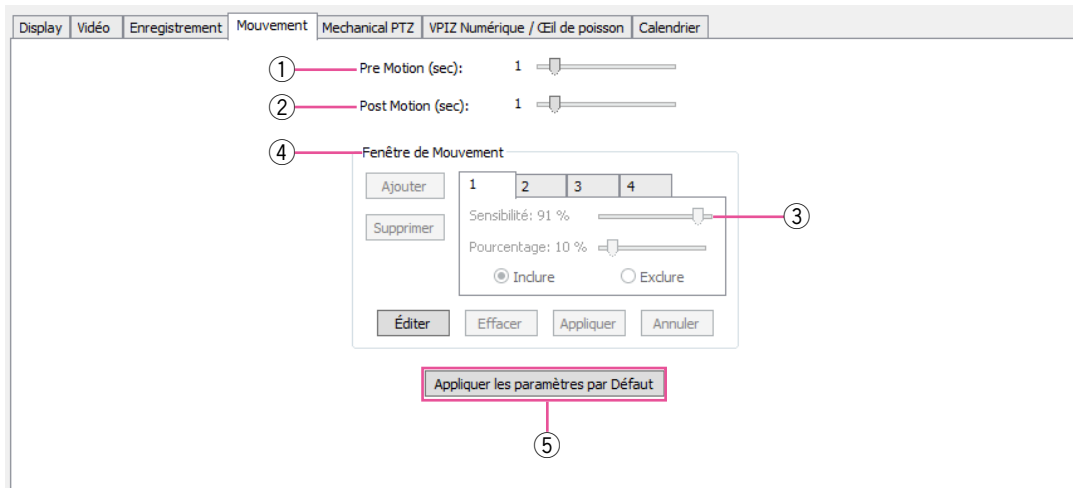 Display Vidéo Enregistrement Mouvement Mechanical PTZ VPIZ Numérique / Œil de poisson Calendrier
① Pre Motion (sec): 1
② Post Motion (sec): 1
④ Fenêtre de Mouvement
Ajouter 1 2 3 4
Sensibilité: 91 % ③
Supprimer
Pourcentage: 10 %
Indure Exdure
Éditer Effacer Appliquer Annuler
Appliquer les paramètres par Défaut
⑤